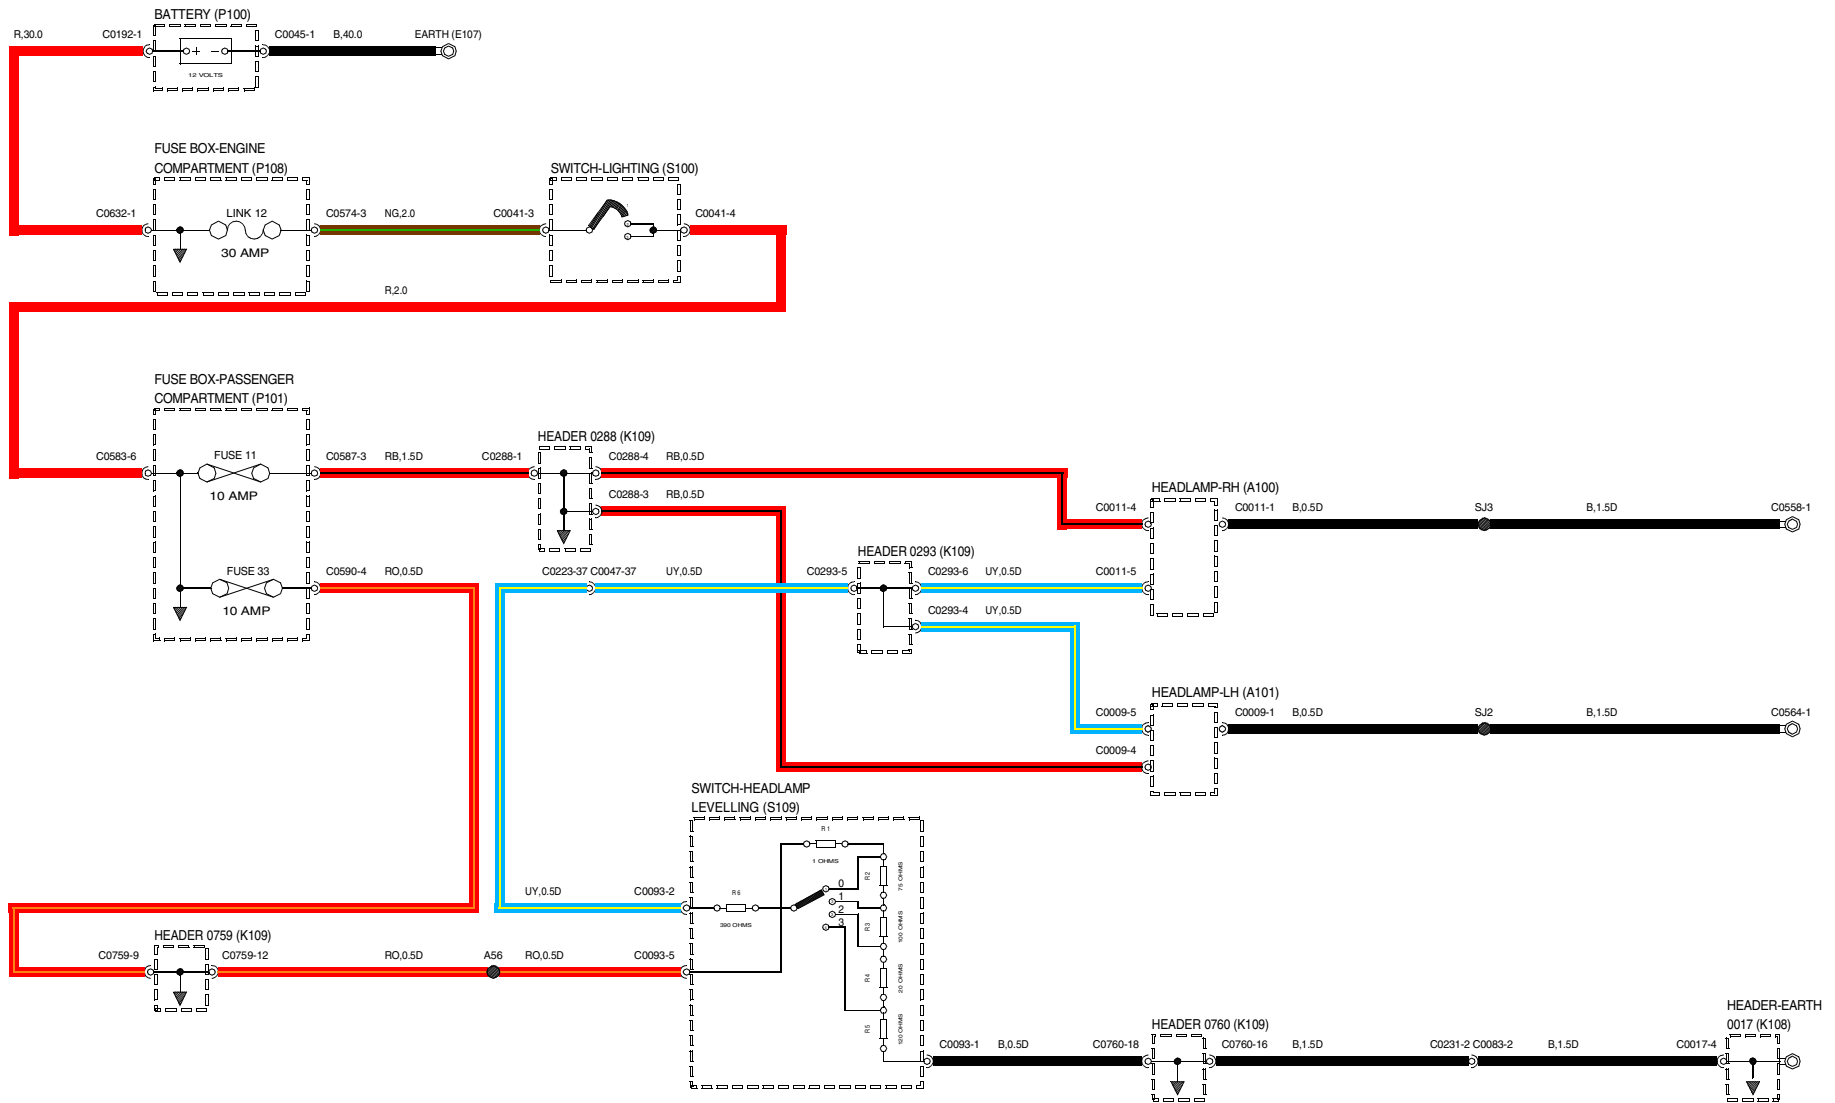 BATTERY (P100)
R,30.0
C0192-1
C0045-1
B,40.0
EARTH (E107)
+ −
12 VOLTS
FUSE BOX-ENGINE
COMPARTMENT (P108)
SWITCH-LIGHTING (S100)
C0632-1
LINK 12
C0574-3
NG,2.0
C0041-3
C0041-4
30 AMP
R,2.0
FUSE BOX-PASSENGER
COMPARTMENT (P101)
HEADER 0288 (K109)
C0583-6
FUSE 11
C0587-3
RB,1.5D
C0288-1
C0288-4
RB,0.5D
10 AMP
C0288-3
RB,0.5D
HEADLAMP-RH (A100)
C0011-4
C0011-1
B,0.5D
SJ3
B,1.5D
C0558-1
HEADER 0293 (K109)
FUSE 33
C0590-4
RO,0.5D
C0223-37 C0047-37
UY,0.5D
C0293-5
C0293-6
UY,0.5D
C0011-5
10 AMP
C0293-4
UY,0.5D
HEADLAMP-LH (A101)
C0009-5
C0009-1
B,0.5D
SJ2
B,1.5D
C0564-1
C0009-4
SWITCH-HEADLAMP
LEVELLING (S109)
R1
1 OHMS
R2
75 OHMS
UY,0.5D
C0093-2
R6
390 OHMS
0
1
2
3
R3
100 OHMS
HEADER 0759 (K109)
C0759-9
C0759-12
RO,0.5D
A56
RO,0.5D
C0093-5
R4
20 OHMS
R5
120 OHMS
HEADER-EARTH
0017 (K108)
HEADER 0760 (K109)
C0093-1
B,0.5D
C0760-18
C0760-16
B,1.5D
C0231-2 C0083-2
B,1.5D
C0017-4